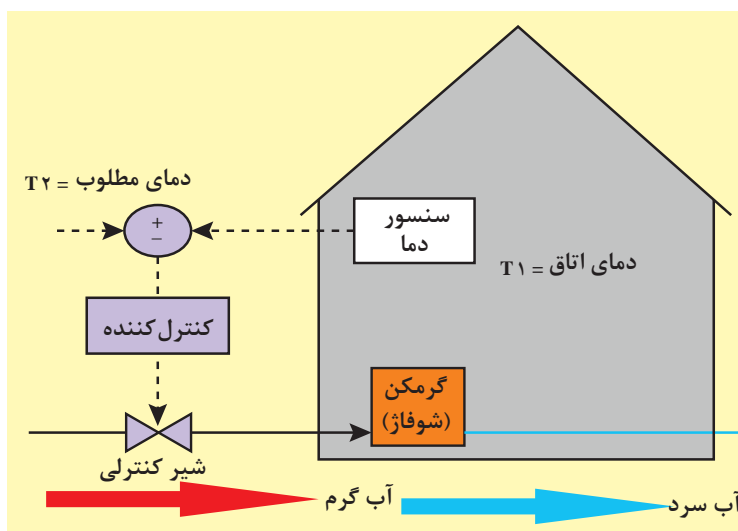 دمای مطلوب = T۲
+
−
سنسور
دما
دمای اتاق = T۱
کنترل‌کننده
گرمکن
(شوفاژ)
شیر کنترلی
آب گرم
آب سرد